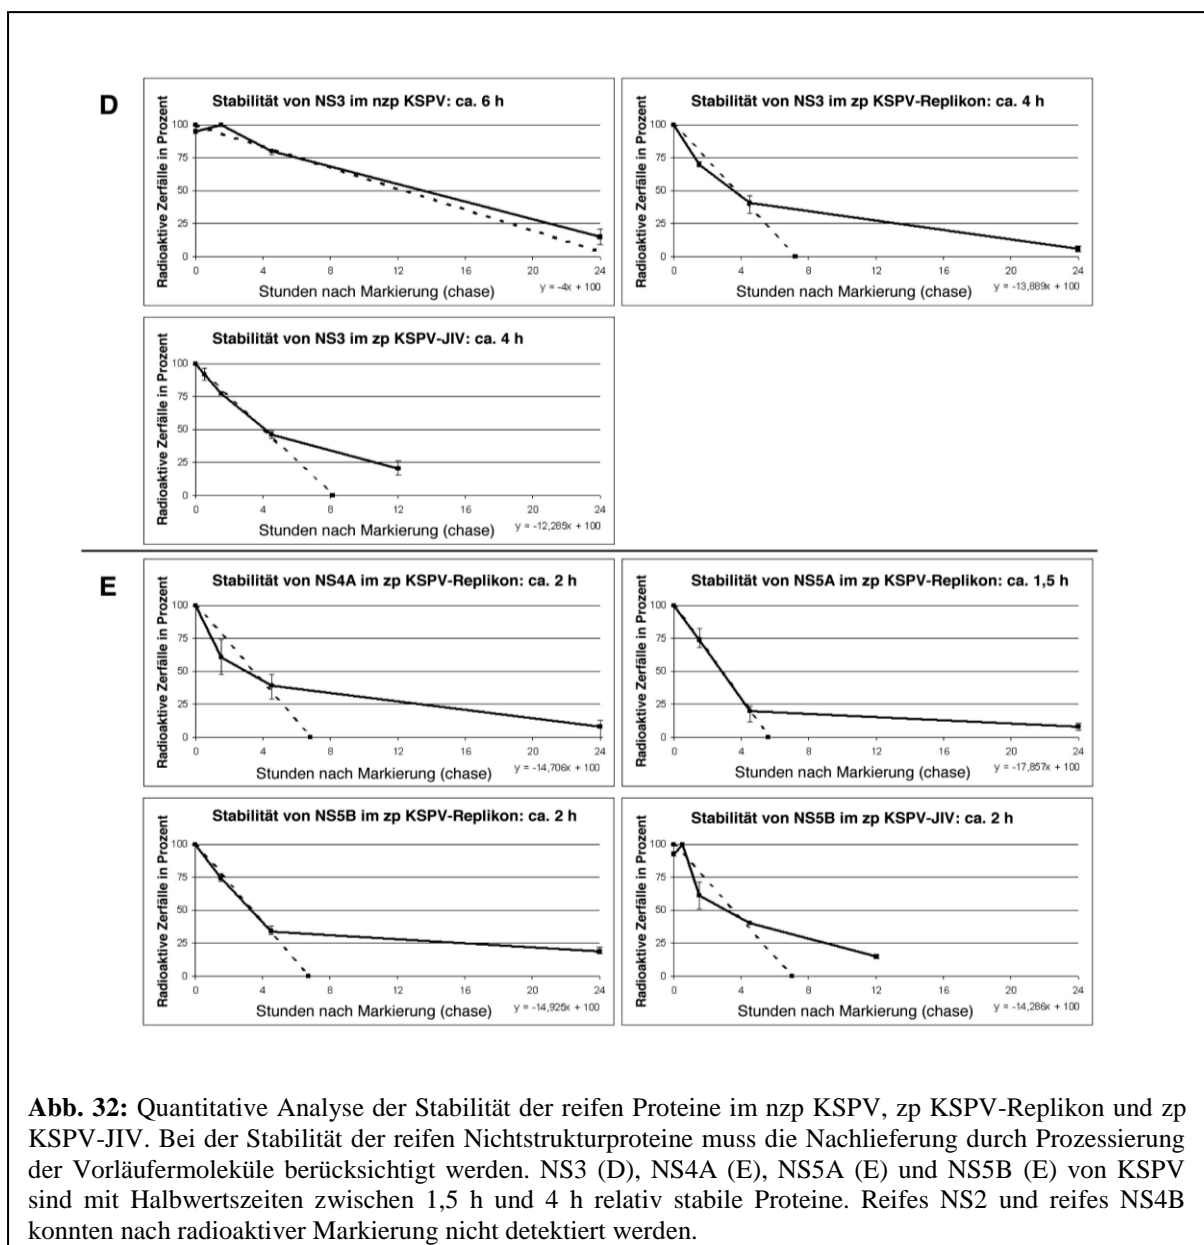 D
Stabilität von NS3 im nzp KSPV: ca. 6 h
Radioaktive Zerfälle in Prozent
100
75
50
25
0
0 4 8 12 16 20 24
Stunden nach Markierung (chase)
y = -4x + 100
Stabilität von NS3 im zp KSPV-Replikon: ca. 4 h
Radioaktive Zerfälle in Prozent
100
75
50
25
0
0 4 8 12 16 20 24
Stunden nach Markierung (chase)
y = -13,889x + 100
Stabilität von NS3 im zp KSPV-JIV: ca. 4 h
Radioaktive Zerfälle in Prozent
100
75
50
25
0
0 4 8 12 16 20 24
Stunden nach Markierung (chase)
y = -12,285x + 100
E
Stabilität von NS4A im zp KSPV-Replikon: ca. 2 h
Radioaktive Zerfälle in Prozent
100
75
50
25
0
0 4 8 12 16 20 24
Stunden nach Markierung (chase)
y = -14,706x + 100
Stabilität von NS5A im zp KSPV-Replikon: ca. 1,5 h
Radioaktive Zerfälle in Prozent
100
75
50
25
0
0 4 8 12 16 20 24
Stunden nach Markierung (chase)
y = -17,857x + 100
Stabilität von NS5B im zp KSPV-Replikon: ca. 2 h
Radioaktive Zerfälle in Prozent
100
75
50
25
0
0 4 8 12 16 20 24
Stunden nach Markierung (chase)
y = -14,925x + 100
Stabilität von NS5B im zp KSPV-JIV: ca. 2 h
Radioaktive Zerfälle in Prozent
100
75
50
25
0
0 4 8 12 16 20 24
Stunden nach Markierung (chase)
y = -14,286x + 100
Abb. 32: Quantitative Analyse der Stabilität der reifen Proteine im nzp KSPV, zp KSPV-Replikon und zp
KSPV-JIV. Bei der Stabilität der reifen Nichtstrukturproteine muss die Nachlieferung durch Prozessierung
der Vorläufermoleküle berücksichtigt werden. NS3 (D), NS4A (E), NS5A (E) und NS5B (E) von KSPV
sind mit Halbwertszeiten zwischen 1,5 h und 4 h relativ stabile Proteine. Reifes NS2 und reifes NS4B
konnten nach radioaktiver Markierung nicht detektiert werden.